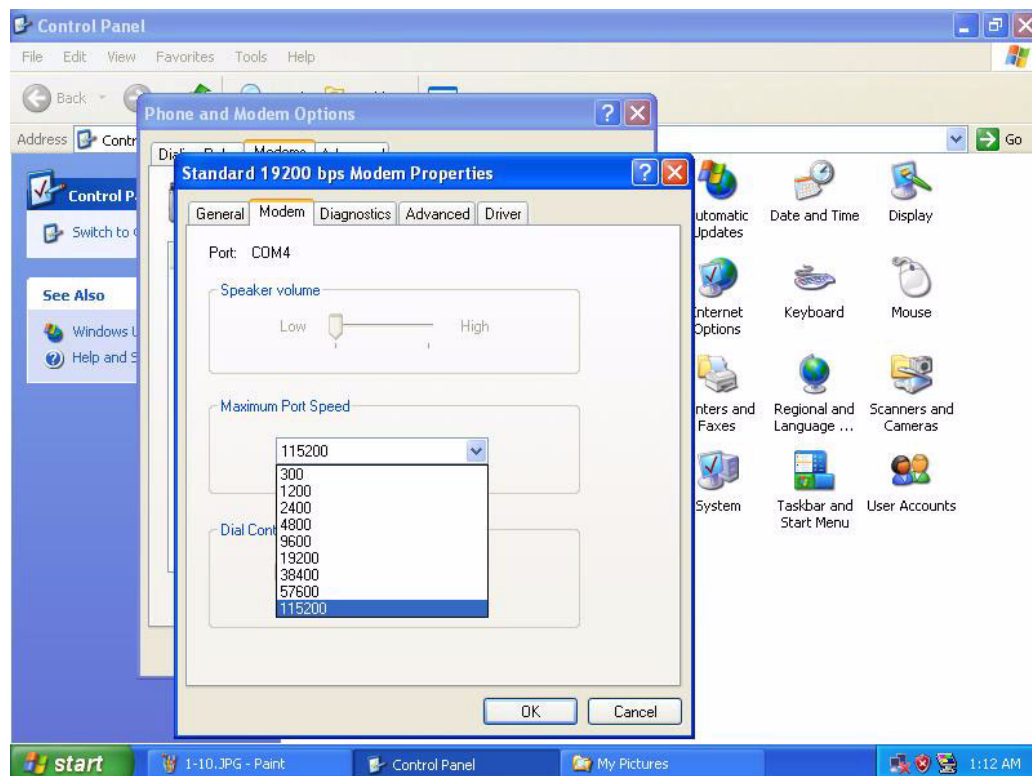 Control Panel
File Edit View Favorites Tools Help
Back
Address Contr Go
Phone and Modem Options
Modems
Standard 19200 bps Modem Properties
General Modem Diagnostics Advanced Driver
Port: COM4
Speaker volume
Low High
Maximum Port Speed
115200
300
1200
2400
4800
9600
19200
38400
57600
115200
Dial Cont
OK Cancel
Control P
Switch to
See Also
Windows U
Help and S
utomatic Updates
Date and Time
Display
nternet Options
Keyboard
Mouse
nters and Faxes
Regional and Language ...
Scanners and Cameras
System
Taskbar and Start Menu
User Accounts
start 1-10.JPG - Paint Control Panel My Pictures 1:12 AM